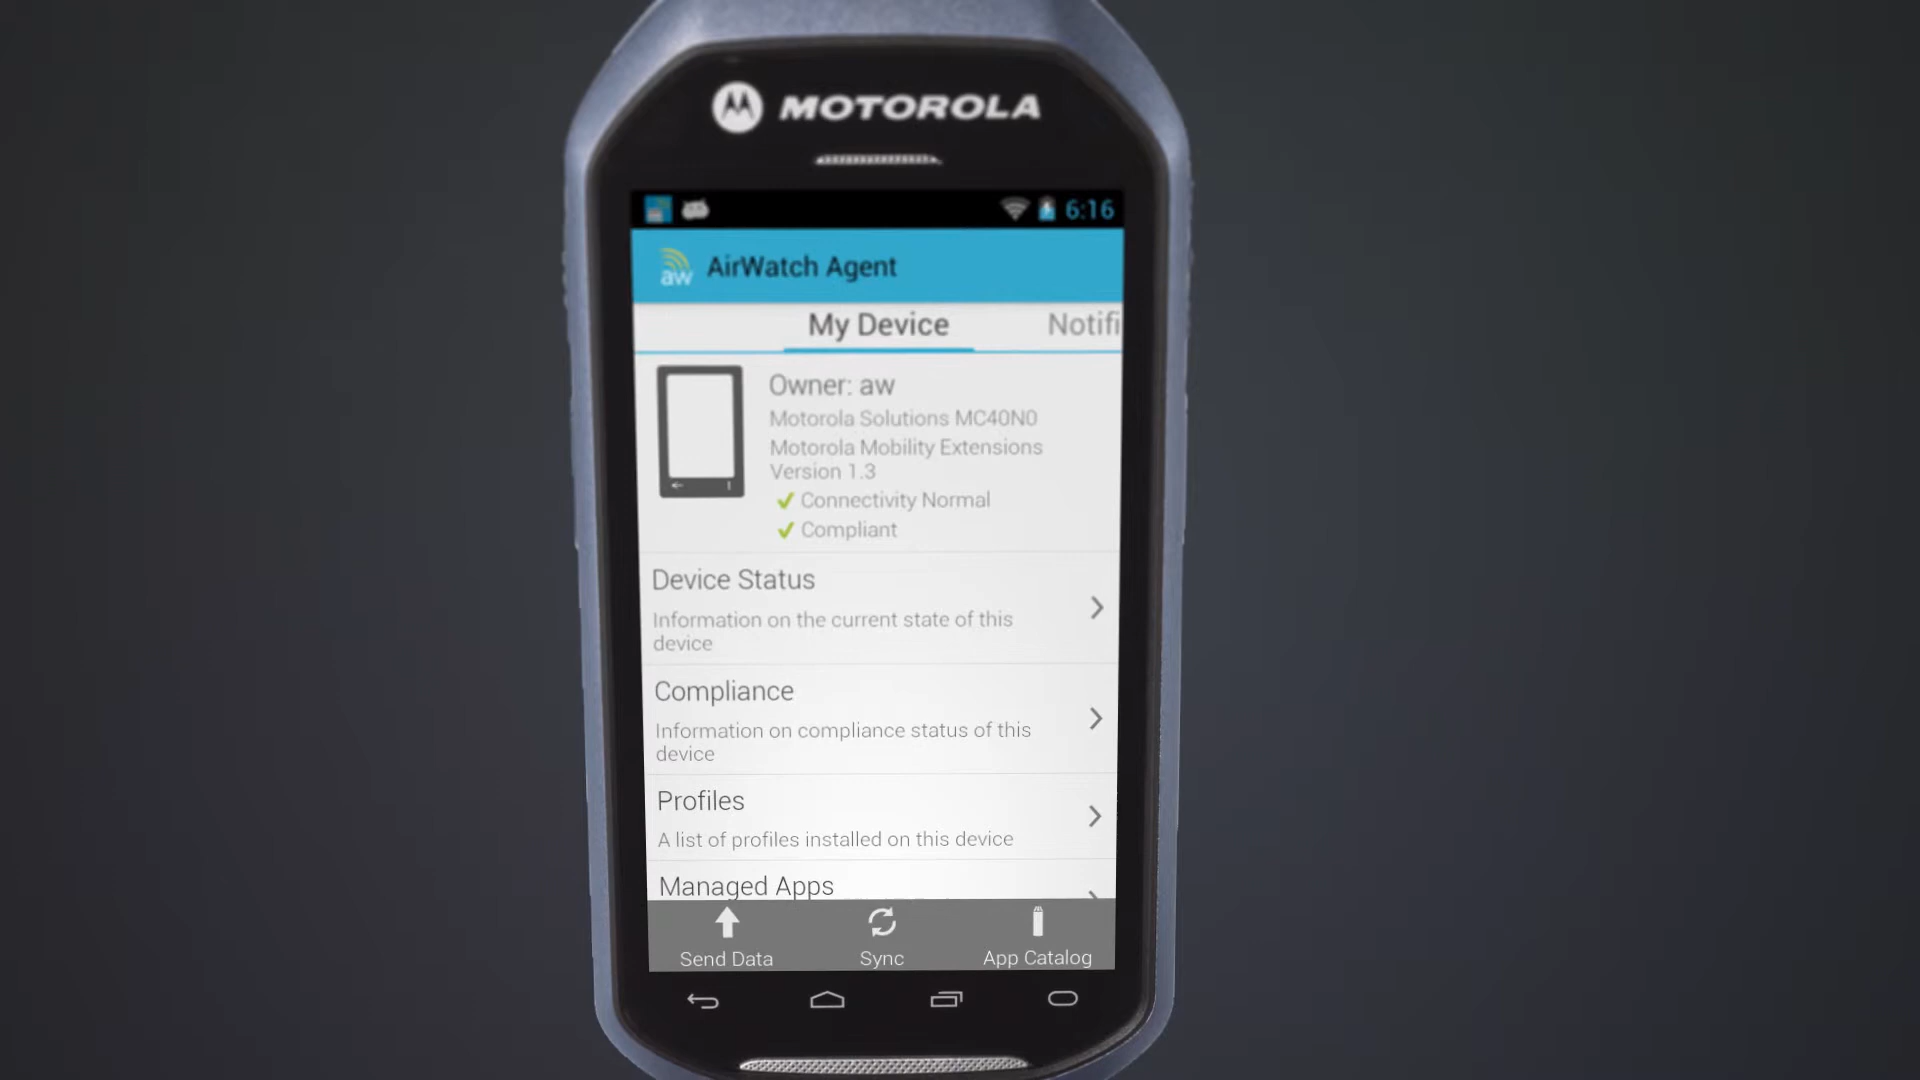 MOTOROLA
6:16
aw AirWatch Agent
My Device Notifi
Owner: aw
Motorola Solutions MC40N0
Motorola Mobility Extensions
Version 1.3
Connectivity Normal
Compliant
Device Status
Information on the current state of this
device
Compliance
Information on compliance status of this
device
Profiles
A list of profiles installed on this device
Managed Apps
Send Data Sync App Catalog